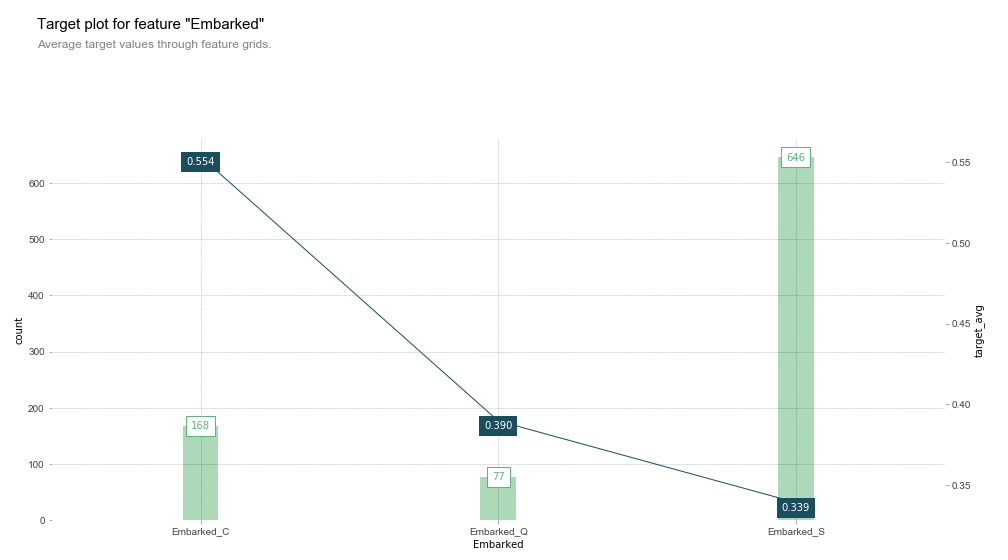 Target plot for feature "Embarked"
Average target values through feature grids.
0.554
646
0.55
600
500
0.50
400
count
0.45
target_avg
300
200
0.40
168
0.390
100
77
0.35
0.339
0
Embarked_C
Embarked_Q
Embarked_S
Embarked